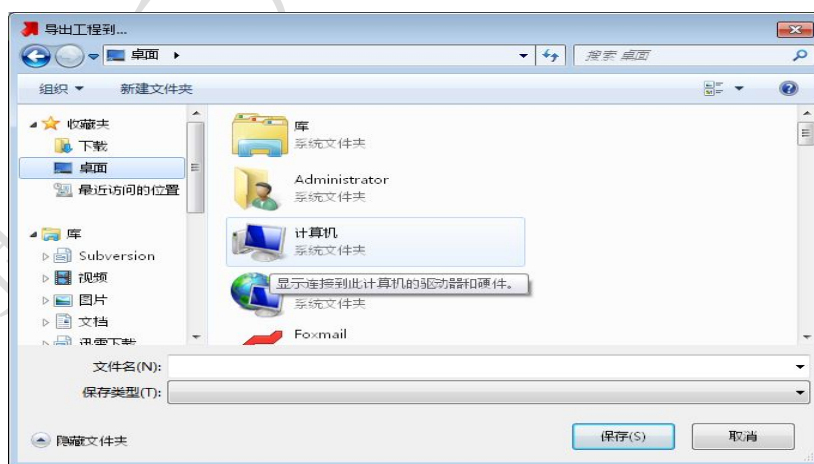 导出工程到...
桌面
搜索 桌面
组织
新建文件夹
收藏夹
下载
桌面
最近访问的位置
库
Subversion
视频
图片
文档
迅雷下载
库
系统文件夹
Administrator
系统文件夹
计算机
系统文件夹
显示连接到此计算机的驱动器和硬件。
系统文件夹
Foxmail
文件名(N):
保存类型(T):
隐藏文件夹
保存(S)
取消